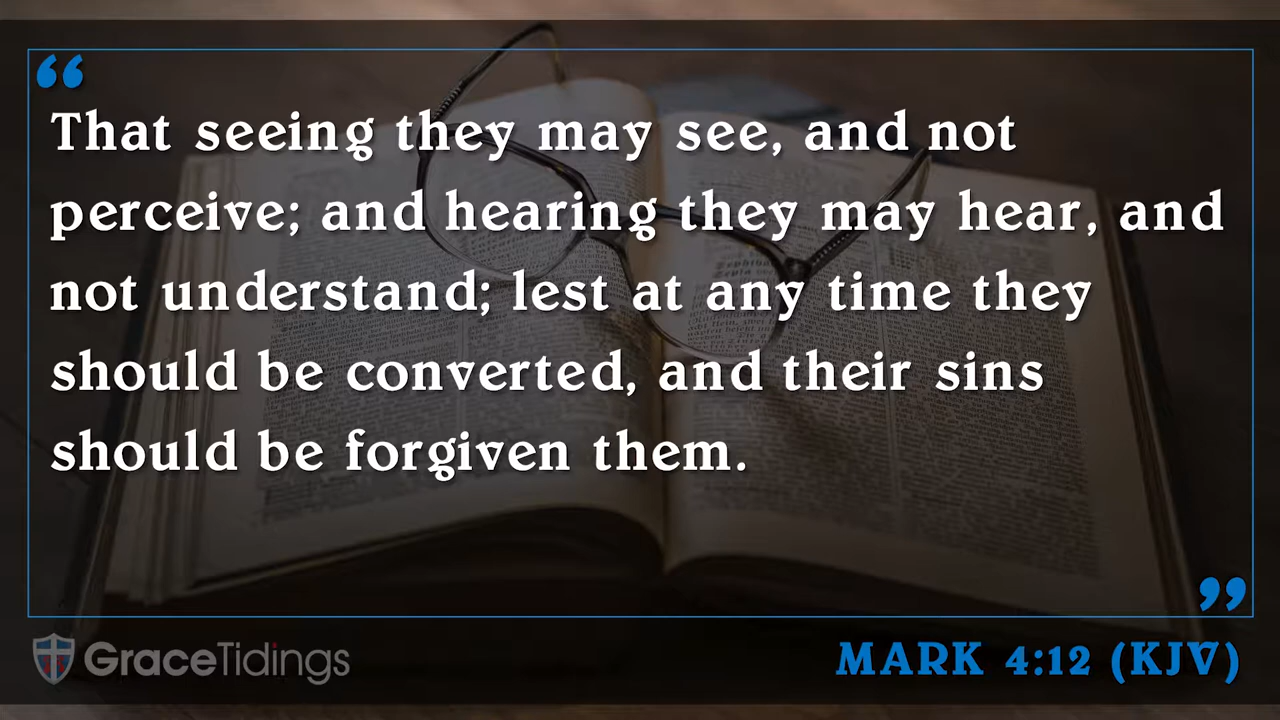 “
That seeing they may see, and not
perceive; and hearing they may hear, and
not understand; lest at any time they
should be converted, and their sins
should be forgiven them.
”
GraceTidings
MARK 4:12 (KJV)